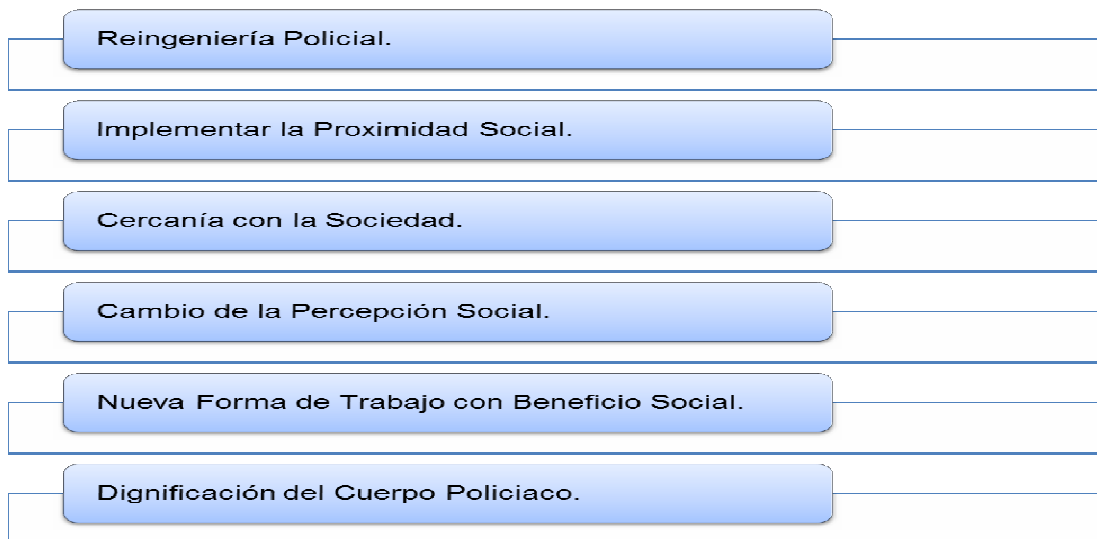 Reingeniería Policial.
Implementar la Proximidad Social.
Cercanía con la Sociedad.
Cambio de la Percepción Social.
Nueva Forma de Trabajo con Beneficio Social.
Dignificación del Cuerpo Policiaco.